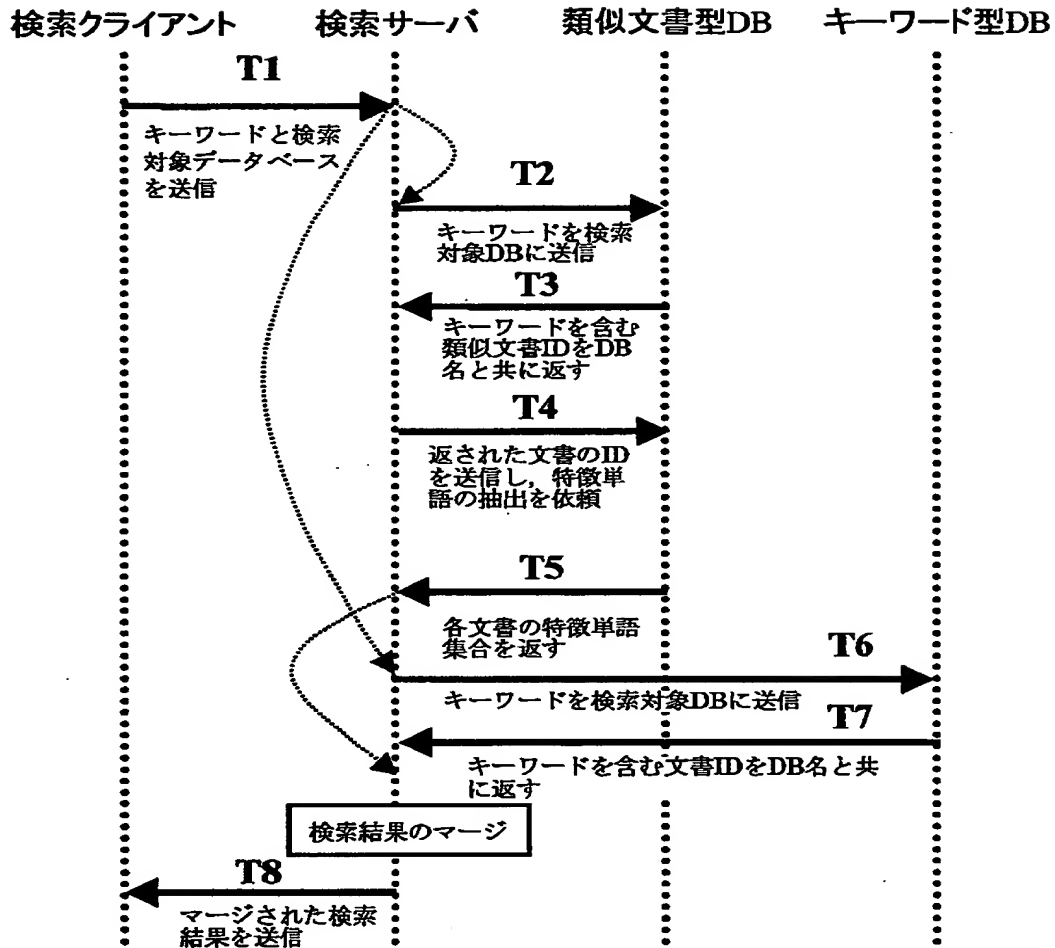 検索クライアント 検索サーバ 類似文書型DB キーワード型DB
T1
キーワードと検索
対象データベース
を送信
T2
キーワードを検索
対象DBに送信
T3
キーワードを含む
類似文書IDをDB
名と共に返す
T4
返された文書のID
を送信し，特徴単
語の抽出を依頼
T5
各文書の特徴単語
集合を返す
T6
キーワードを検索対象DBに送信
T7
キーワードを含む文書IDをDB名と共
に返す
検索結果のマージ
T8
マージされた検索
結果を送信